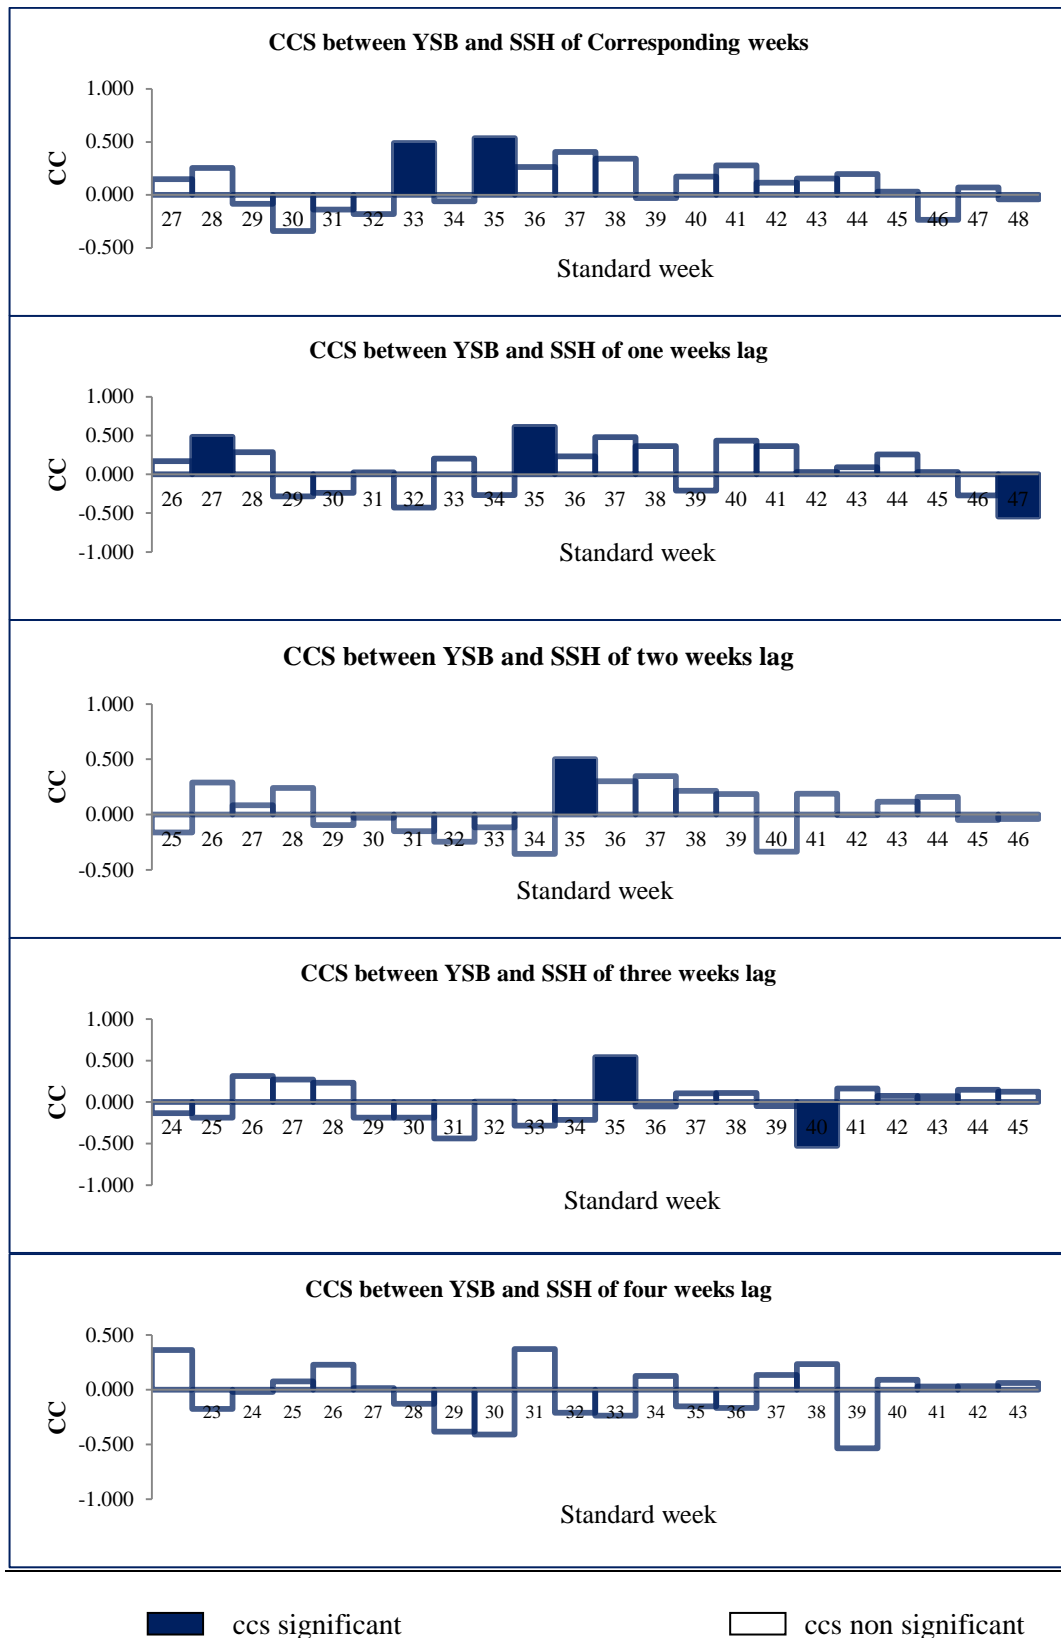 CCS between YSB and SSH of Corresponding weeks
1.000
0.500
0.000
-0.500
CC
27 28 29 30 31 32 33 34 35 36 37 38 39 40 41 42 43 44 45 46 47 48
Standard week
CCS between YSB and SSH of one weeks lag
1.000
0.500
0.000
-0.500
-1.000
CC
26 27 28 29 30 31 32 33 34 35 36 37 38 39 40 41 42 43 44 45 46 47
Standard week
CCS between YSB and SSH of two weeks lag
1.000
0.500
0.000
-0.500
CC
25 26 27 28 29 30 31 32 33 34 35 36 37 38 39 40 41 42 43 44 45 46
Standard week
CCS between YSB and SSH of three weeks lag
1.000
0.500
0.000
-0.500
-1.000
CC
24 25 26 27 28 29 30 31 32 33 34 35 36 37 38 39 40 41 42 43 44 45
Standard week
CCS between YSB and SSH of four weeks lag
0.500
0.000
-0.500
-1.000
CC
23 24 25 26 27 28 29 30 31 32 33 34 35 36 37 38 39 40 41 42 43
Standard week
ccs significant
ccs non significant